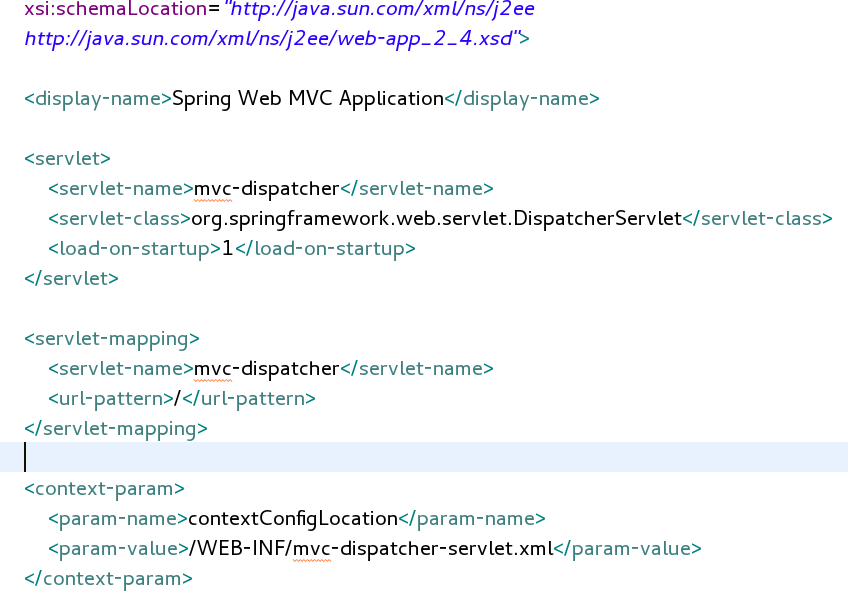 xsi:schemaLocation="http://java.sun.com/xml/ns/j2ee
http://java.sun.com/xml/ns/j2ee/web-app_2_4.xsd">
<display-name>Spring Web MVC Application</display-name>
<servlet>
<servlet-name>mvc-dispatcher</servlet-name>
<servlet-class>org.springframework.web.servlet.DispatcherServlet</servlet-class>
<load-on-startup>1</load-on-startup>
</servlet>
<servlet-mapping>
<servlet-name>mvc-dispatcher</servlet-name>
<url-pattern>/</url-pattern>
</servlet-mapping>
<context-param>
<param-name>contextConfigLocation</param-name>
<param-value>/WEB-INF/mvc-dispatcher-servlet.xml</param-value>
</context-param>